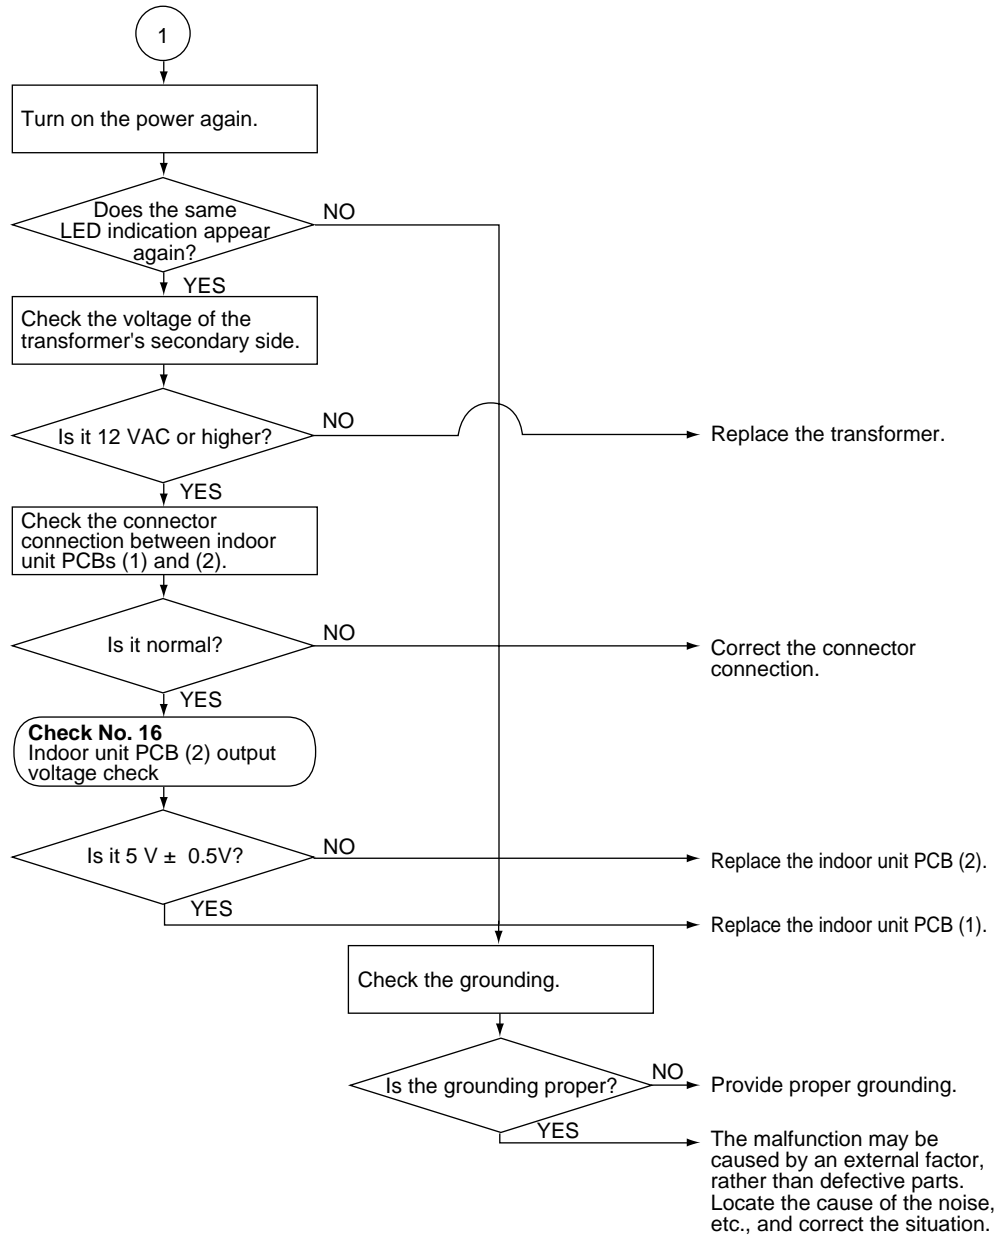 1
Turn on the power again.
Does the same
LED indication appear
again?
NO
YES
Check the voltage of the
transformer's secondary side.
Is it 12 VAC or higher?
NO
Replace the transformer.
YES
Check the connector
connection between indoor
unit PCBs (1) and (2).
Is it normal?
NO
Correct the connector
connection.
YES
Check No. 16
Indoor unit PCB (2) output
voltage check
Is it 5 V ± 0.5V?
NO
Replace the indoor unit PCB (2).
YES
Replace the indoor unit PCB (1).
Check the grounding.
Is the grounding proper?
NO
Provide proper grounding.
YES
The malfunction may be
caused by an external factor,
rather than defective parts.
Locate the cause of the noise,
etc., and correct the situation.